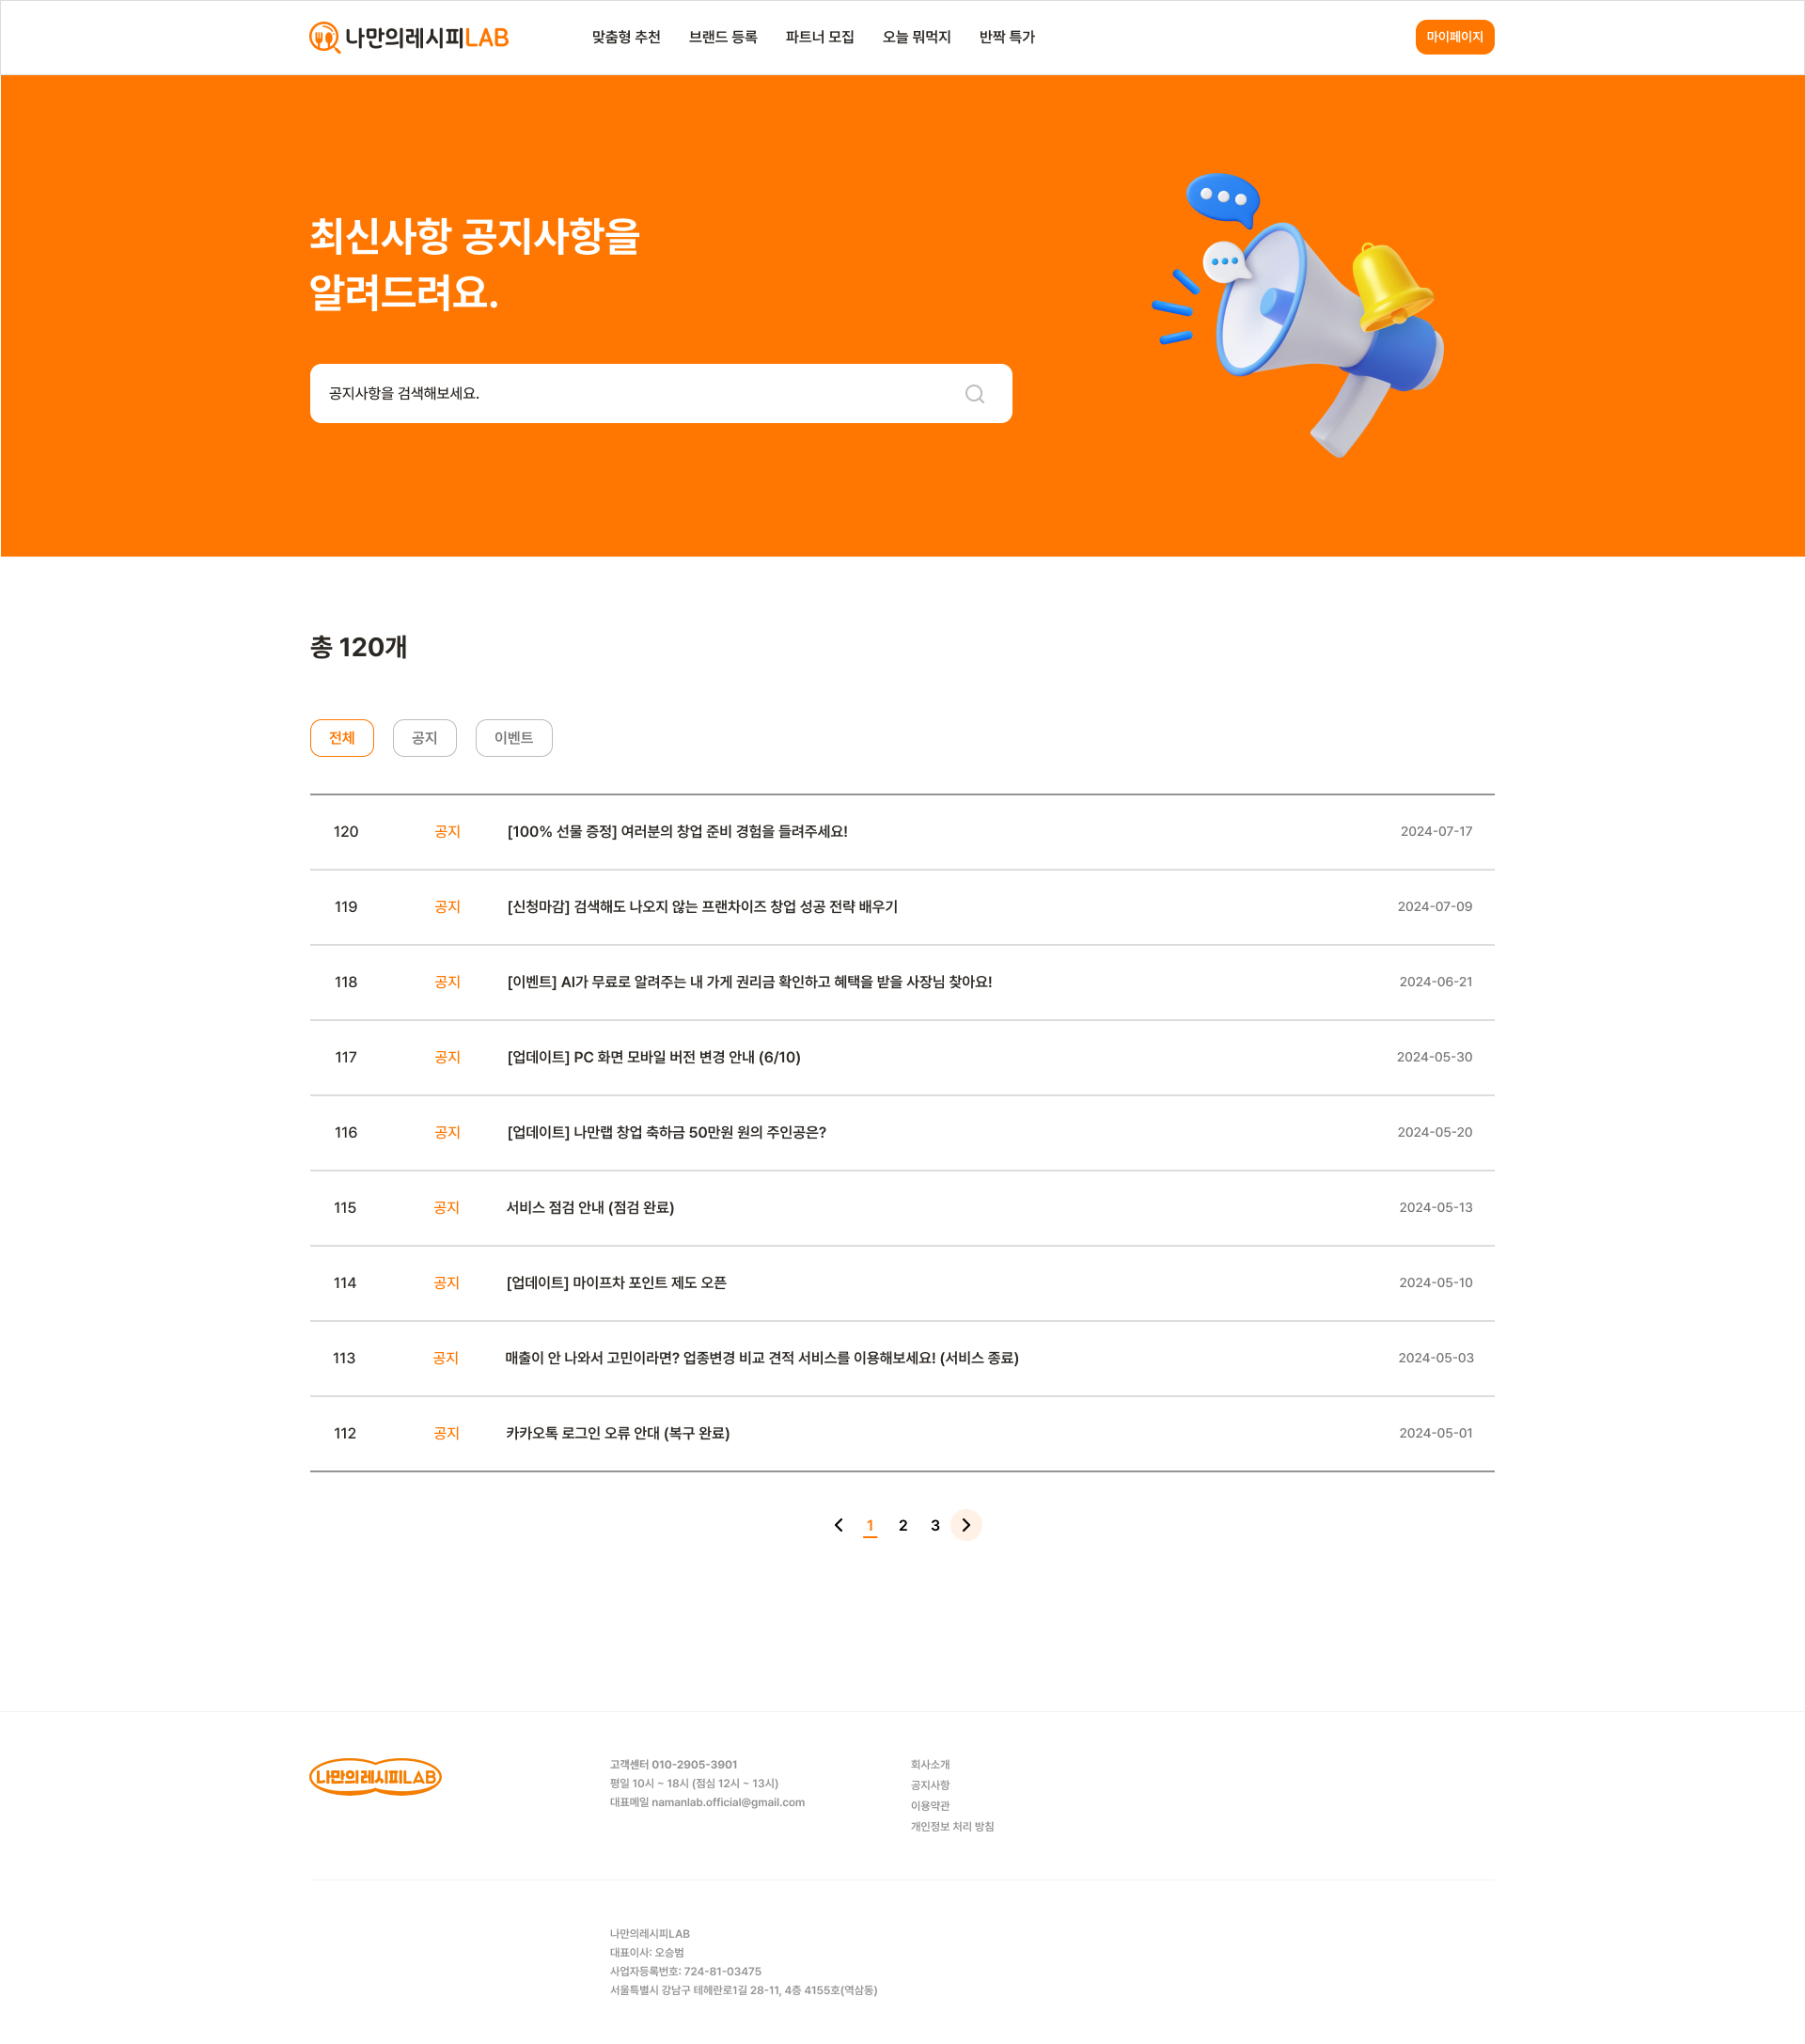 나만의레시피LAB
맞춤형 추천 브랜드 등록 파트너 모집 오늘 뭐먹지 반짝 특가
마이페이지
최신사항 공지사항을
알려드려요.
공지사항을 검색해보세요.
총 120개
전체 공지 이벤트
120 공지 [100% 선물 증정] 여러분의 창업 준비 경험을 들려주세요! 2024-07-17
119 공지 [신청마감] 검색해도 나오지 않는 프랜차이즈 창업 성공 전략 배우기 2024-07-09
118 공지 [이벤트] AI가 무료로 알려주는 내 가게 권리금 확인하고 혜택을 받을 사장님 찾아요! 2024-06-21
117 공지 [업데이트] PC 화면 모바일 버전 변경 안내 (6/10) 2024-05-30
116 공지 [업데이트] 나만랩 창업 축하금 50만원 원의 주인공은? 2024-05-20
115 공지 서비스 점검 안내 (점검 완료) 2024-05-13
114 공지 [업데이트] 마이프차 포인트 제도 오픈 2024-05-10
113 공지 매출이 안 나와서 고민이라면? 업종변경 비교 견적 서비스를 이용해보세요! (서비스 종료) 2024-05-03
112 공지 카카오톡 로그인 오류 안대 (복구 완료) 2024-05-01
1 2 3
나만의레시피LAB
고객센터 010-2905-3901
평일 10시 ~ 18시 (점심 12시 ~ 13시)
대표메일 namanlab.official@gmail.com
회사소개
공지사항
이용약관
개인정보 처리 방침
나만의레시피LAB
대표이사: 오승범
사업자등록번호: 724-81-03475
서울특별시 강남구 테헤란로1길 28-11, 4층 4155호(역삼동)